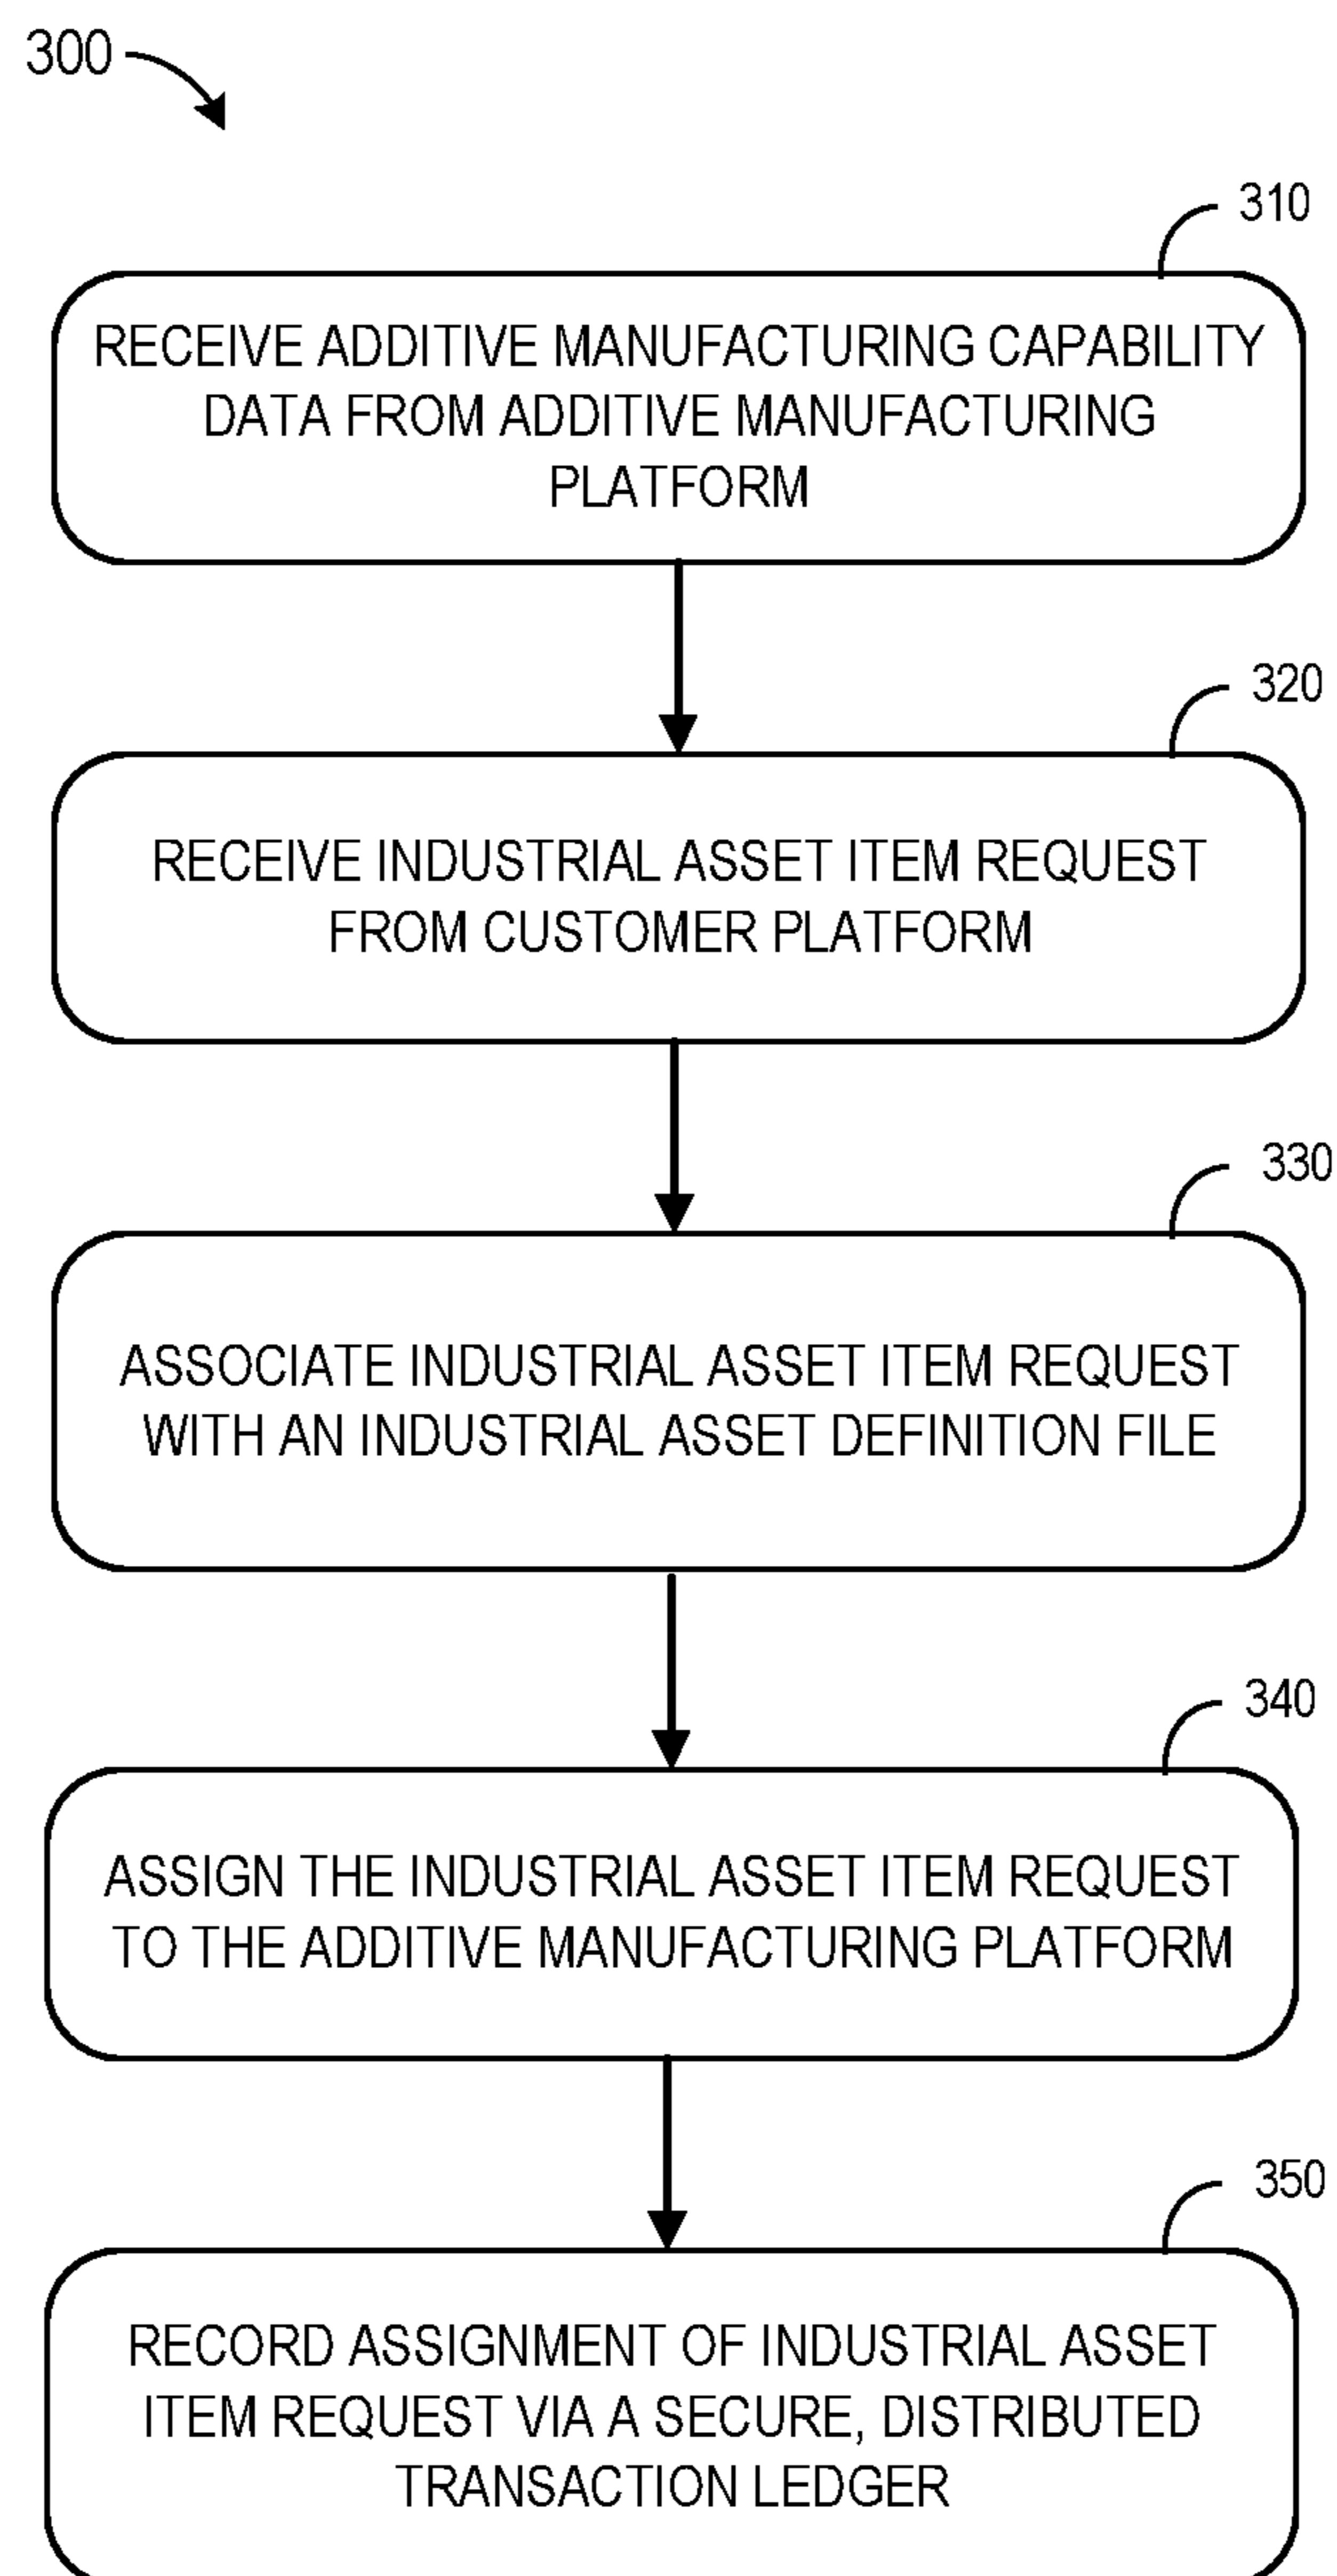 300
310
RECEIVE ADDITIVE MANUFACTURING CAPABILITY
DATA FROM ADDITIVE MANUFACTURING
PLATFORM
320
RECEIVE INDUSTRIAL ASSET ITEM REQUEST
FROM CUSTOMER PLATFORM
330
ASSOCIATE INDUSTRIAL ASSET ITEM REQUEST
WITH AN INDUSTRIAL ASSET DEFINITION FILE
340
ASSIGN THE INDUSTRIAL ASSET ITEM REQUEST
TO THE ADDITIVE MANUFACTURING PLATFORM
350
RECORD ASSIGNMENT OF INDUSTRIAL ASSET
ITEM REQUEST VIA A SECURE, DISTRIBUTED
TRANSACTION LEDGER